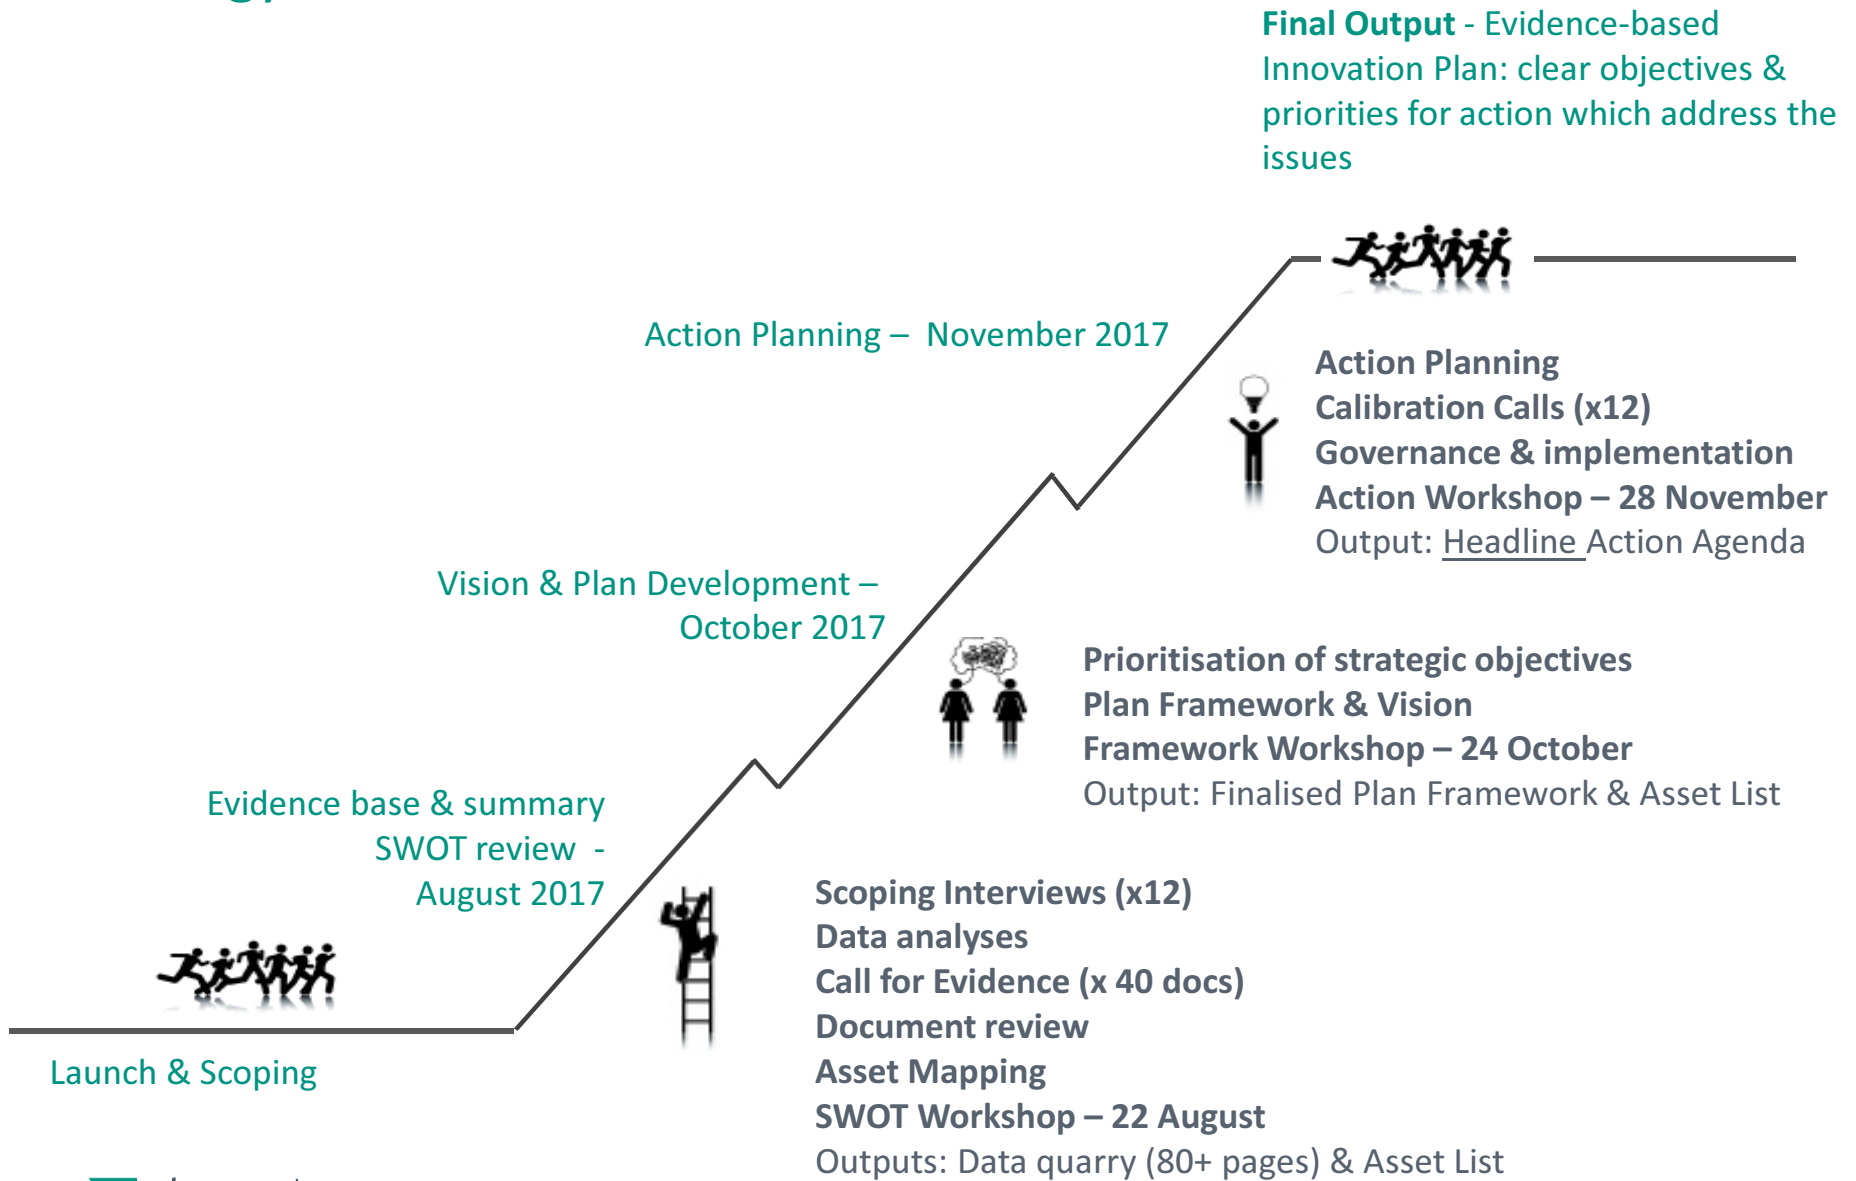 Final Output - Evidence-based
Innovation Plan: clear objectives &
priorities for action which address the
issues
Action Planning – November 2017
Action Planning
Calibration Calls (x12)
Governance & implementation
Action Workshop – 28 November
Output: Headline Action Agenda
Vision & Plan Development –
October 2017
Prioritisation of strategic objectives
Plan Framework & Vision
Framework Workshop – 24 October
Output: Finalised Plan Framework & Asset List
Evidence base & summary
SWOT review -
August 2017
Scoping Interviews (x12)
Data analyses
Call for Evidence (x 40 docs)
Document review
Asset Mapping
SWOT Workshop – 22 August
Outputs: Data quarry (80+ pages) & Asset List
Launch & Scoping